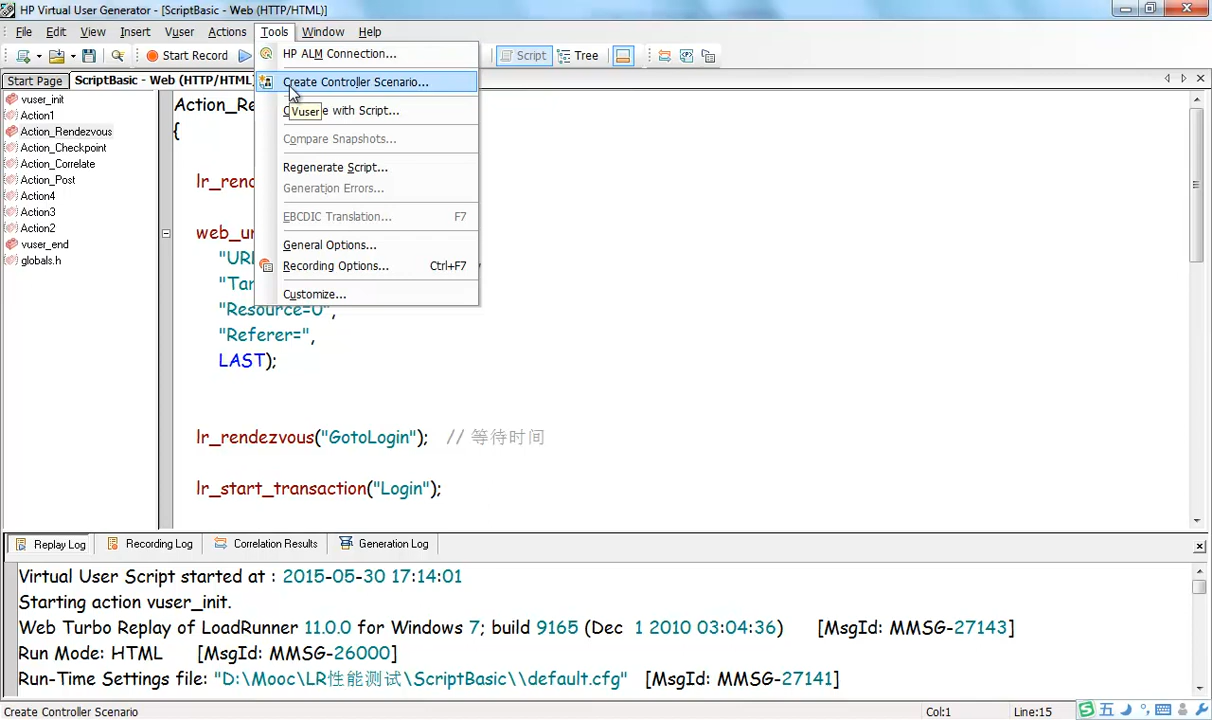 HP Virtual User Generator - [ScriptBasic - Web (HTTP/HTML)]
File Edit View Insert Vuser Actions Tools Window Help
Start Record Script Tree
Start Page ScriptBasic - Web (HTTP/HTML)
vuser_init
Action1
Action_Rendezvous
Action_Checkpoint
Action_Correlate
Action_Post
Action4
Action3
Action2
vuser_end
globals.h
HP ALM Connection...
Create Controller Scenario...
Vuser
with Script...
Compare Snapshots...
Regenerate Script...
Generation Errors...
EBCDIC Translation... F7
General Options...
Recording Options... Ctrl+F7
Customize...
Action_Re
{
lr_rend
web_ur
"URL
"Tar
"Resource=0",
"Referer=",
LAST);
lr_rendezvous("GotoLogin"); // 等待时间
lr_start_transaction("Login");
Replay Log Recording Log Correlation Results Generation Log
Virtual User Script started at : 2015-05-30 17:14:01
Starting action vuser_init.
Web Turbo Replay of LoadRunner 11.0.0 for Windows 7; build 9165 (Dec 1 2010 03:04:36) [MsgId: MMSG-27143]
Run Mode: HTML [MsgId: MMSG-26000]
Run-Time Settings file: "D:\Mooc\LR性能测试\ScriptBasic\\default.cfg" [MsgId: MMSG-27141]
Create Controller Scenario Col:1 Line:15 五